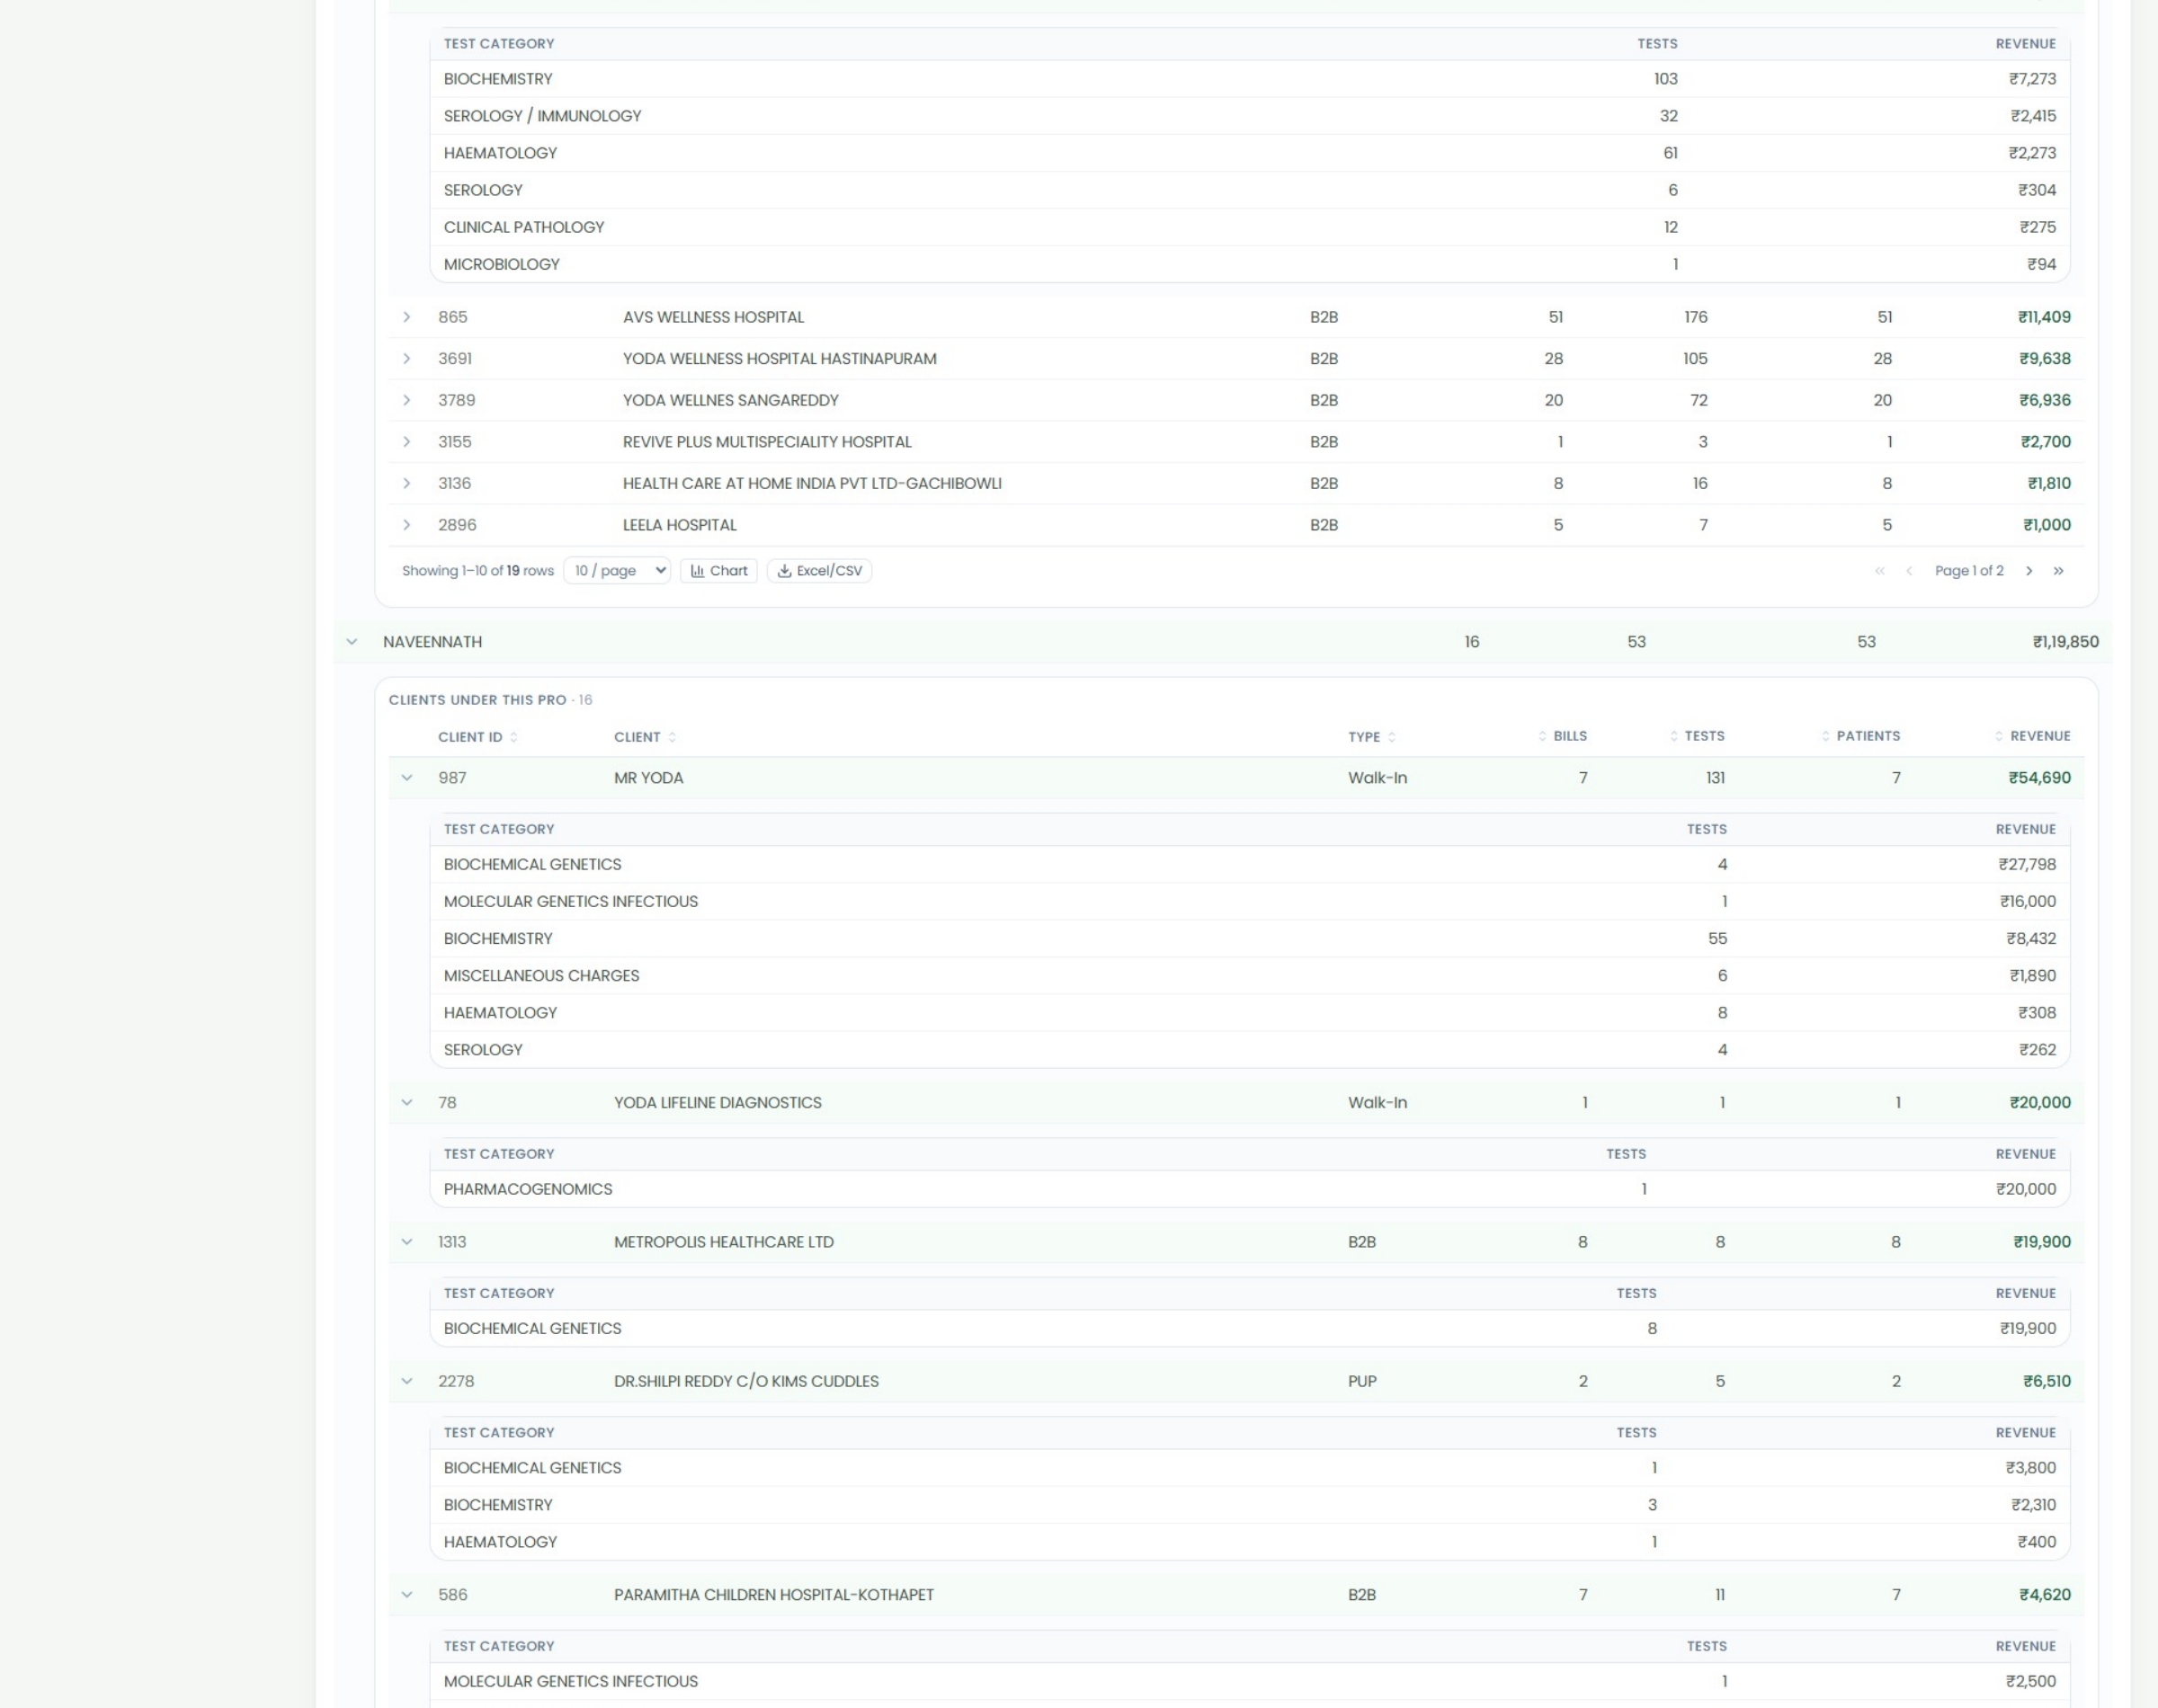 TEST CATEGORY TESTS REVENUE
BIOCHEMISTRY 103 ₹7,273
SEROLOGY / IMMUNOLOGY 32 ₹2,415
HAEMATOLOGY 61 ₹2,273
SEROLOGY 6 ₹304
CLINICAL PATHOLOGY 12 ₹275
MICROBIOLOGY 1 ₹94
865 AVS WELLNESS HOSPITAL B2B 51 176 51 ₹11,409
3691 YODA WELLNESS HOSPITAL HASTINAPURAM B2B 28 105 28 ₹9,638
3789 YODA WELLNES SANGAREDDY B2B 20 72 20 ₹6,936
3155 REVIVE PLUS MULTISPECIALITY HOSPITAL B2B 1 3 1 ₹2,700
3136 HEALTH CARE AT HOME INDIA PVT LTD-GACHIBOWLI B2B 8 16 8 ₹1,810
2896 LEELA HOSPITAL B2B 5 7 5 ₹1,000
Showing 1–10 of 19 rows 10 / page Chart Excel/CSV « ‹ Page 1 of 2 › »
NAVEENNATH 16 53 53 ₹1,19,850
CLIENTS UNDER THIS PRO · 16
CLIENT ID CLIENT TYPE BILLS TESTS PATIENTS REVENUE
987 MR YODA Walk-In 7 131 7 ₹54,690
TEST CATEGORY TESTS REVENUE
BIOCHEMICAL GENETICS 4 ₹27,798
MOLECULAR GENETICS INFECTIOUS 1 ₹16,000
BIOCHEMISTRY 55 ₹8,432
MISCELLANEOUS CHARGES 6 ₹1,890
HAEMATOLOGY 8 ₹308
SEROLOGY 4 ₹262
78 YODA LIFELINE DIAGNOSTICS Walk-In 1 1 1 ₹20,000
TEST CATEGORY TESTS REVENUE
PHARMACOGENOMICS 1 ₹20,000
1313 METROPOLIS HEALTHCARE LTD B2B 8 8 8 ₹19,900
TEST CATEGORY TESTS REVENUE
BIOCHEMICAL GENETICS 8 ₹19,900
2278 DR.SHILPI REDDY C/O KIMS CUDDLES PUP 2 5 2 ₹6,510
TEST CATEGORY TESTS REVENUE
BIOCHEMICAL GENETICS 1 ₹3,800
BIOCHEMISTRY 3 ₹2,310
HAEMATOLOGY 1 ₹400
586 PARAMITHA CHILDREN HOSPITAL-KOTHAPET B2B 7 11 7 ₹4,620
TEST CATEGORY TESTS REVENUE
MOLECULAR GENETICS INFECTIOUS 1 ₹2,500